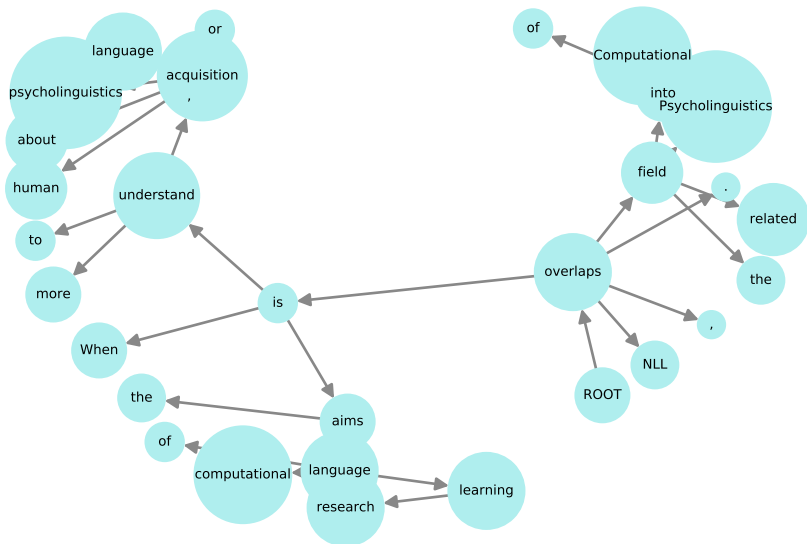 or
of
language
Computational
acquisition
psycholinguistics
into
,
Psycholinguistics
about
field
human
understand
.
related
to
overlaps
the
more
is
,
When
NLL
the
ROOT
aims
of
language
computational
learning
research